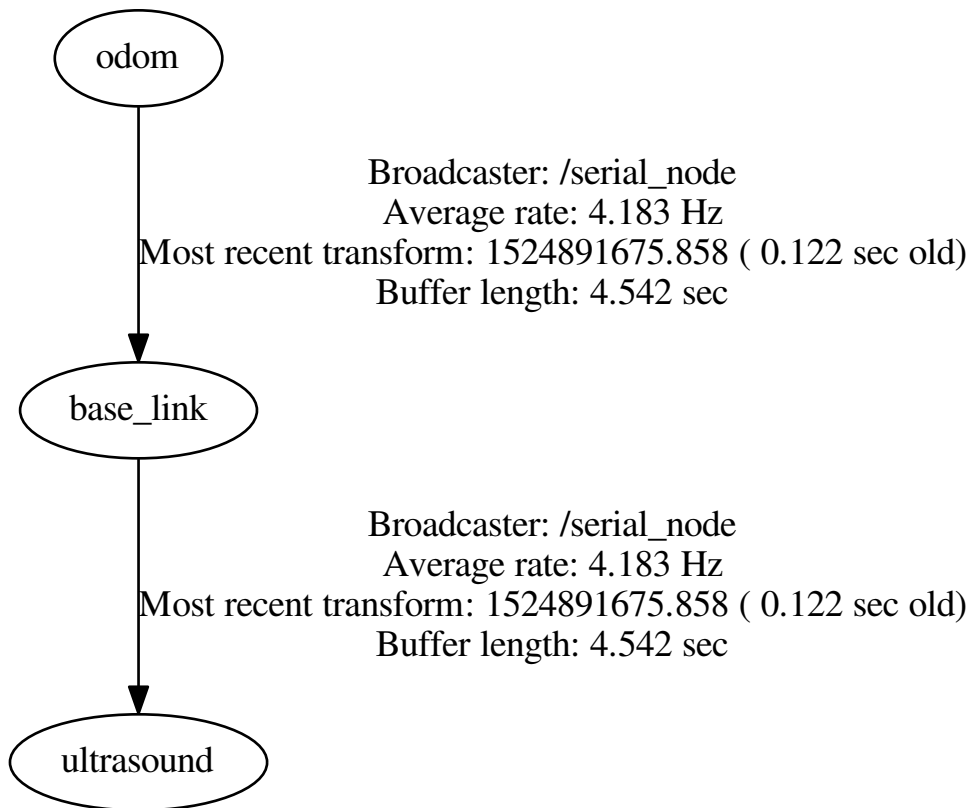 odom
Broadcaster: /serial_node
Average rate: 4.183 Hz
Most recent transform: 1524891675.858 ( 0.122 sec old)
Buffer length: 4.542 sec
base_link
Broadcaster: /serial_node
Average rate: 4.183 Hz
Most recent transform: 1524891675.858 ( 0.122 sec old)
Buffer length: 4.542 sec
ultrasound